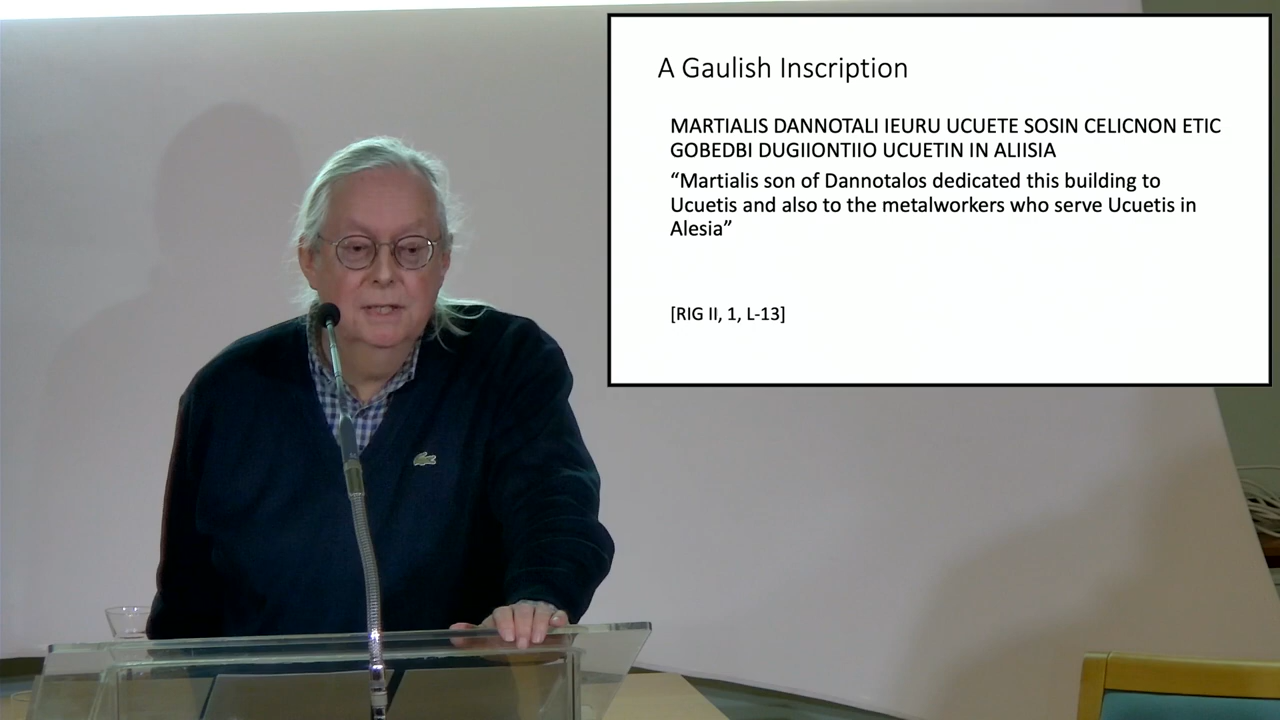 A Gaulish Inscription
MARTIALIS DANNOTALI IEURU UCUETE SOSIN CELICNON ETIC
GOBEDBI DUGIIONTIIO UCUETIN IN ALIISIA
“Martialis son of Dannotalos dedicated this building to
Ucuetis and also to the metalworkers who serve Ucuetis in
Alesia”
[RIG II, 1, L-13]